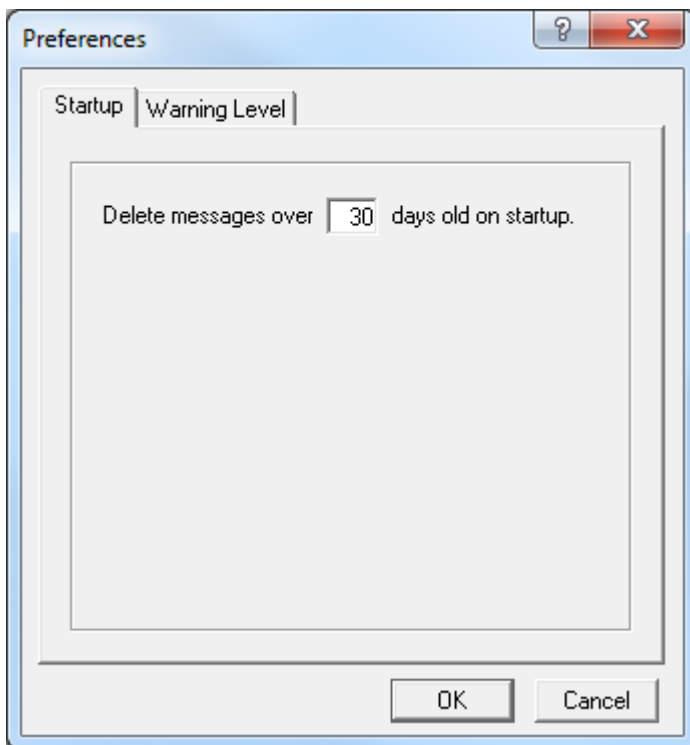 Preferences
?
X
Startup Warning Level
Delete messages over 30 days old on startup.
OK Cancel